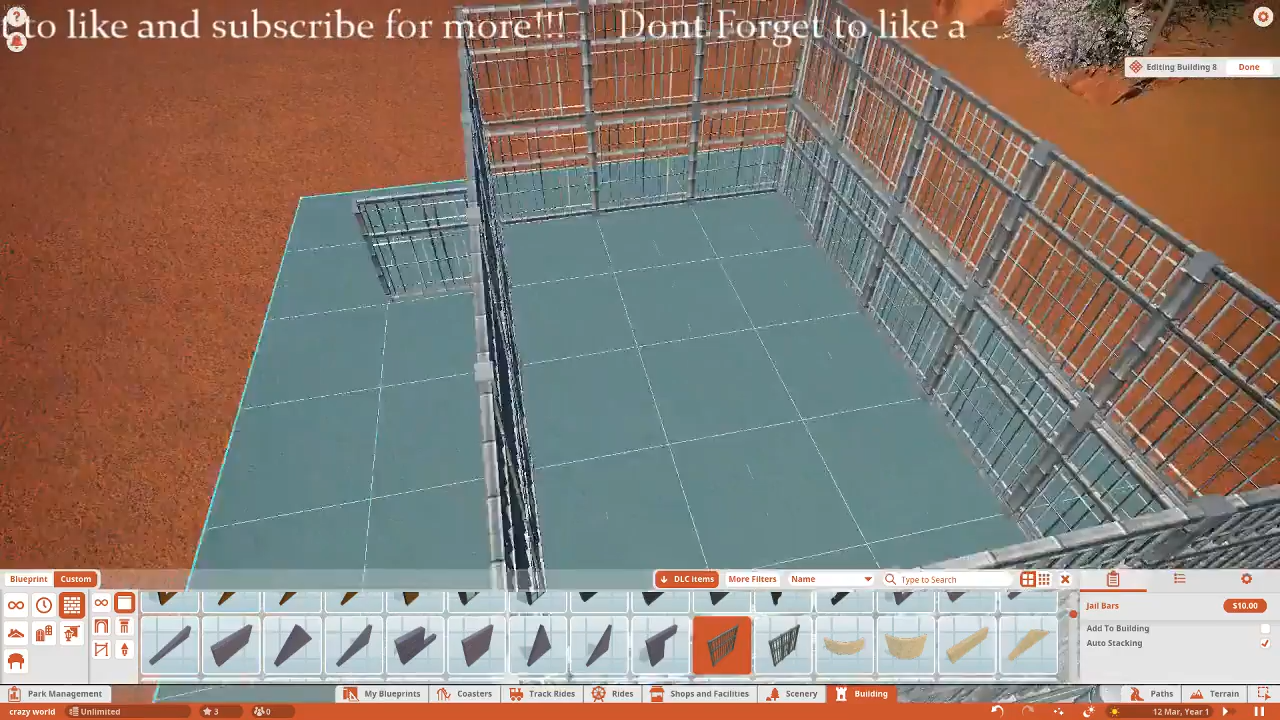 to like and subscribe for more!!! Dont Forget to like a
Editing Building 8 Done
Blueprint Custom
DLC Items More Filters Name Type to Search
Jail Bars $10.00
Add To Building
Auto Stacking
Park Management My Blueprints Coasters Track Rides Rides Shops and Facilities Scenery Building Paths Terrain
crazy world Unlimited 3 0 12 Mar, Year 1